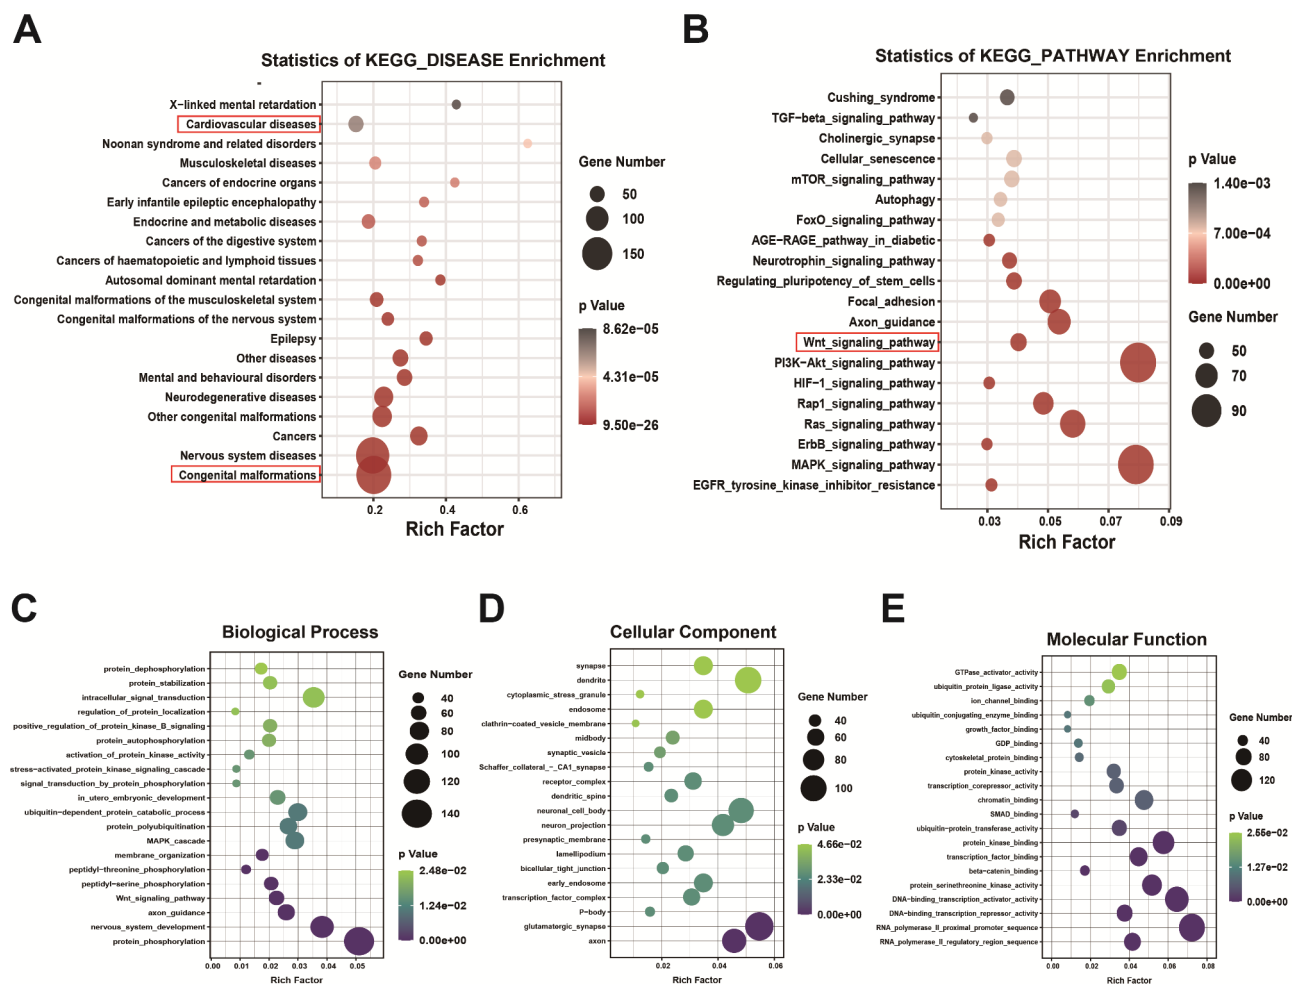 A
Statistics of KEGG_DISEASE Enrichment
X-linked mental retardation
Cardiovascular diseases
Noonan syndrome and related disorders
Musculoskeletal diseases
Cancers of endocrine organs
Early infantile epileptic encephalopathy
Endocrine and metabolic diseases
Cancers of the digestive system
Cancers of haematopoietic and lymphoid tissues
Autosomal dominant mental retardation
Congenital malformations of the musculoskeletal system
Congenital malformations of the nervous system
Epilepsy
Other diseases
Mental and behavioural disorders
Neurodegenerative diseases
Other congenital malformations
Cancers
Nervous system diseases
Congenital malformations
0.2 0.4 0.6
Rich Factor
Gene Number
50
100
150
p Value
8.62e-05
4.31e-05
9.50e-26
B
Statistics of KEGG_PATHWAY Enrichment
Cushing_syndrome
TGF-beta_signaling_pathway
Cholinergic_synapse
Cellular_senescence
mTOR_signaling_pathway
Autophagy
FoxO_signaling_pathway
AGE-RAGE_pathway_in_diabetic
Neurotrophin_signaling_pathway
Regulating_pluripotency_of_stem_cells
Focal_adhesion
Axon_guidance
Wnt_signaling_pathway
PI3K-Akt_signaling_pathway
HIF-1_signaling_pathway
Rap1_signaling_pathway
Ras_signaling_pathway
ErbB_signaling_pathway
MAPK_signaling_pathway
EGFR_tyrosine_kinase_inhibitor_resistance
0.03 0.05 0.07 0.09
Rich Factor
p Value
1.40e-03
7.00e-04
0.00e+00
Gene Number
50
70
90
C
Biological Process
protein_dephosphorylation
protein_stabilization
intracellular_signal_transduction
regulation_of_protein_localization
positive_regulation_of_protein_kinase_B_signaling
protein_autophosphorylation
activation_of_protein_kinase_activity
stress-activated_protein_kinase_signaling_cascade
signal_transduction_by_protein_phosphorylation
in_utero_embryonic_development
ubiquitin-dependent_protein_catabolic_process
protein_polyubiquitination
MAPK_cascade
membrane_organization
peptidyl-threonine_phosphorylation
peptidyl-serine_phosphorylation
Wnt_signaling_pathway
axon_guidance
nervous_system_development
protein_phosphorylation
0.00 0.01 0.02 0.03 0.04 0.05
Rich Factor
Gene Number
40
60
80
100
120
140
p Value
2.48e-02
1.24e-02
0.00e+00
D
Cellular Component
synapse
dendrite
cytoplasmic_stress_granule
endosome
clathrin-coated_vesicle_membrane
midbody
synaptic_vesicle
Schaffer_collateral_-_CA1_synapse
receptor_complex
dendritic_spine
neuronal_cell_body
neuron_projection
presynaptic_membrane
lamellipodium
bicellular_tight_junction
early_endosome
transcription_factor_complex
P-body
glutamatergic_synapse
axon
0.02 0.04 0.06
Rich Factor
Gene Number
40
60
80
100
p Value
4.66e-02
2.33e-02
0.00e+00
E
Molecular Function
GTPase_activator_activity
ubiquitin_protein_ligase_activity
ion_channel_binding
ubiquitin_conjugating_enzyme_binding
growth_factor_binding
GDP_binding
cytoskeletal_protein_binding
protein_kinase_activity
transcription_corepressor_activity
chromatin_binding
SMAD_binding
ubiquitin-protein_transferase_activity
protein_kinase_binding
transcription_factor_binding
beta-catenin_binding
protein_serinethreonine_kinase_activity
DNA-binding_transcription_activator_activity
DNA-binding_transcription_repressor_activity
RNA_polymerase_II_proximal_promoter_sequence
RNA_polymerase_II_regulatory_region_sequence
0.00 0.02 0.04 0.06 0.08
Rich Factor
Gene Number
40
80
120
p Value
2.55e-02
1.27e-02
0.00e+00